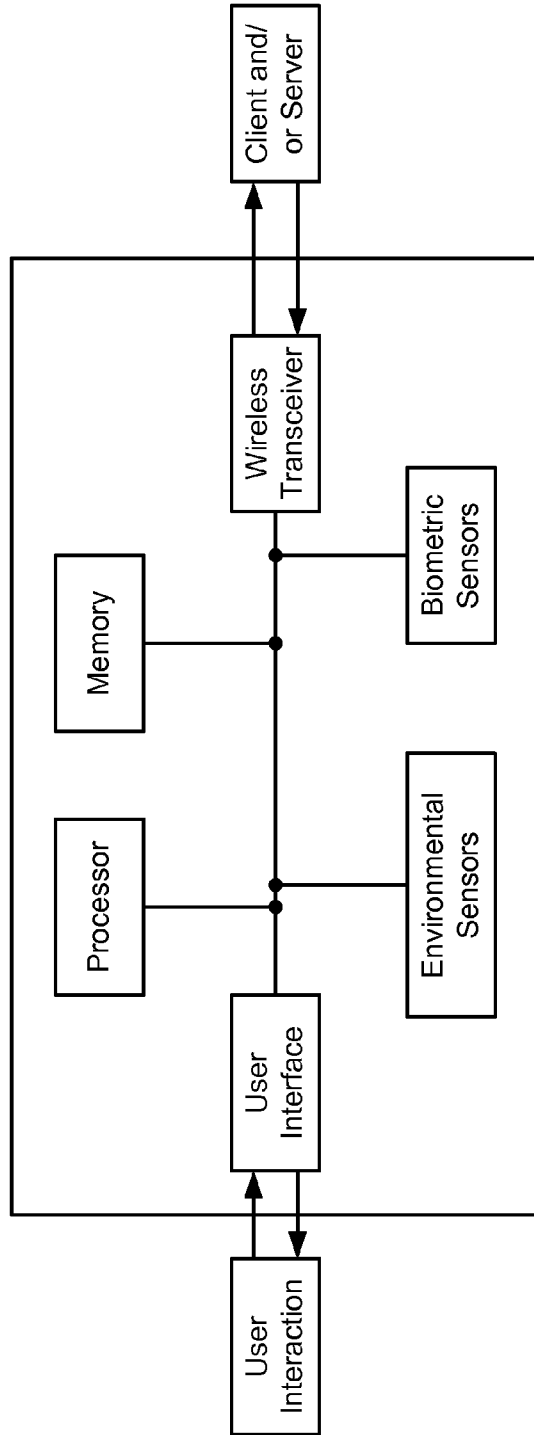 User
Interaction
User
Interface
Processor
Memory
Environmental
Sensors
Biometric
Sensors
Wireless
Transceiver
Client and/
or Server